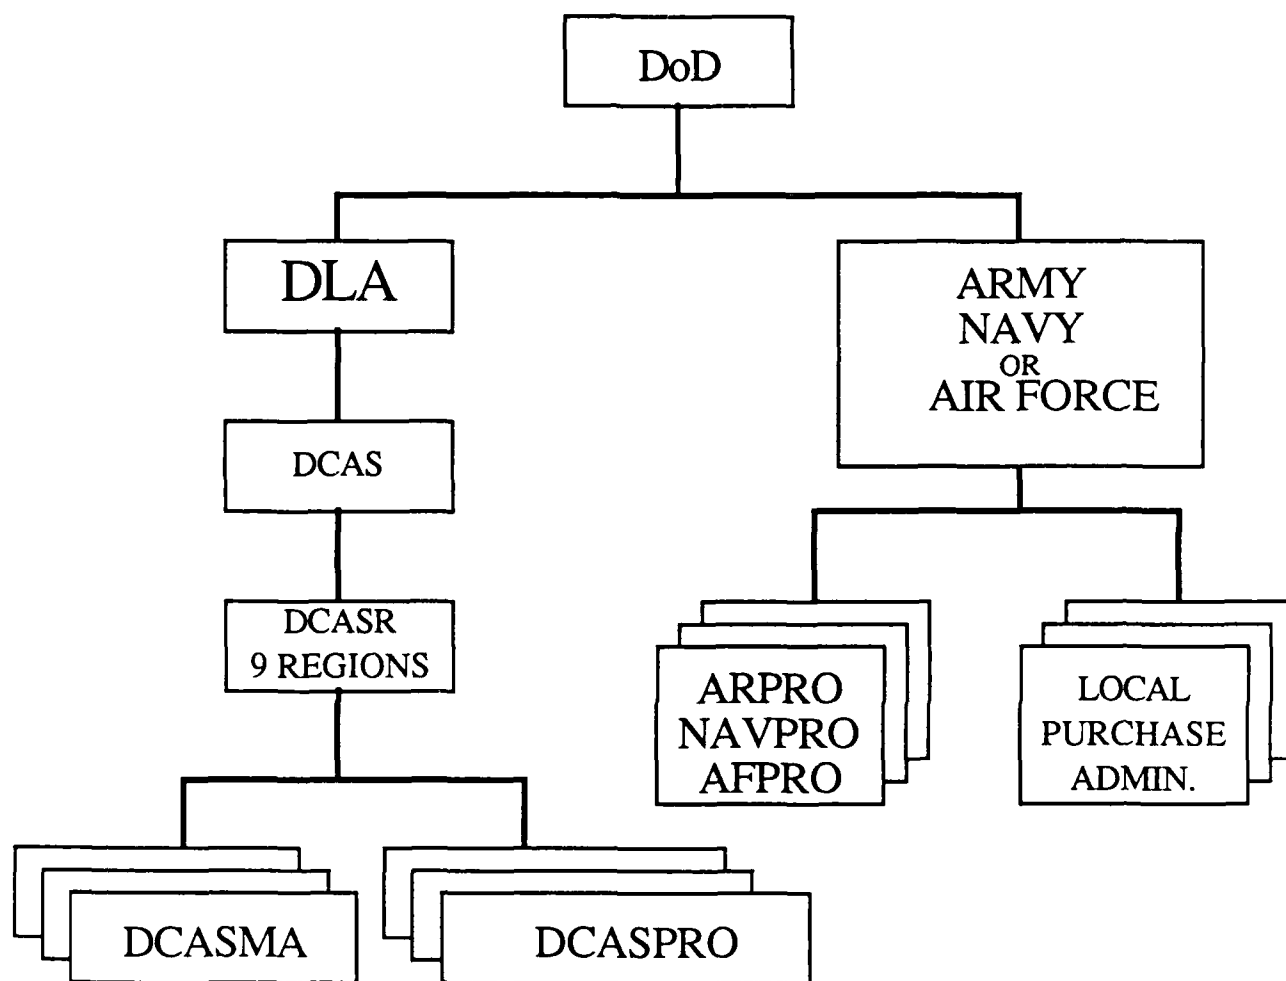 DoD
DLA
ARMY
NAVY
OR
AIR FORCE
DCAS
DCASR
9 REGIONS
ARPRO
NAVPRO
AFPRO
LOCAL
PURCHASE
ADMIN.
DCASMA
DCASPRO